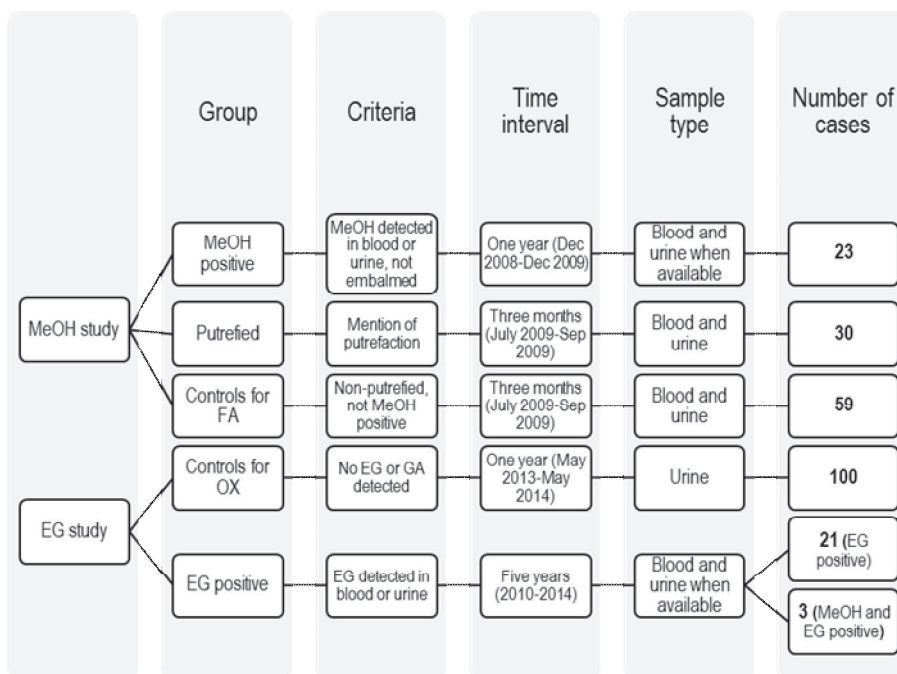 Group
Criteria
Time
interval
Sample
type
Number of
cases
MeOH study
MeOH
positive
MeOH detected
in blood or
urine, not
embalmed
One year (Dec
2008-Dec 2009)
Blood and
urine when
available
23
Putrefied
Mention of
putrefaction
Three months
(July 2009-Sep
2009)
Blood and
urine
30
Controls for
FA
Non-putrefied,
not MeOH
positive
Three months
(July 2009-Sep
2009)
Blood and
urine
59
EG study
Controls for
OX
No EG or GA
detected
One year (May
2013-May
2014)
Urine
100
EG positive
EG detected in
blood or urine
Five years
(2010-2014)
Blood and
urine when
available
21 (EG
positive)
3 (MeOH and
EG positive)